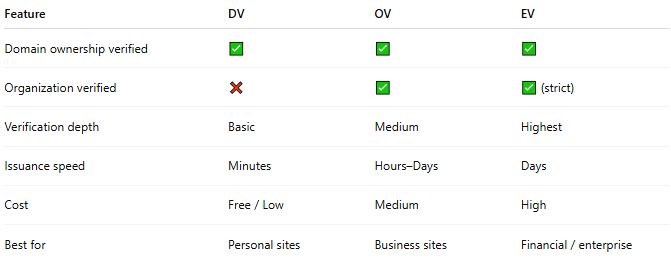 Feature DV OV EV
Domain ownership verified ✅ ✅ ✅
Organization verified ❌ ✅ ✅ (strict)
Verification depth Basic Medium Highest
Issuance speed Minutes Hours–Days Days
Cost Free / Low Medium High
Best for Personal sites Business sites Financial / enterprise